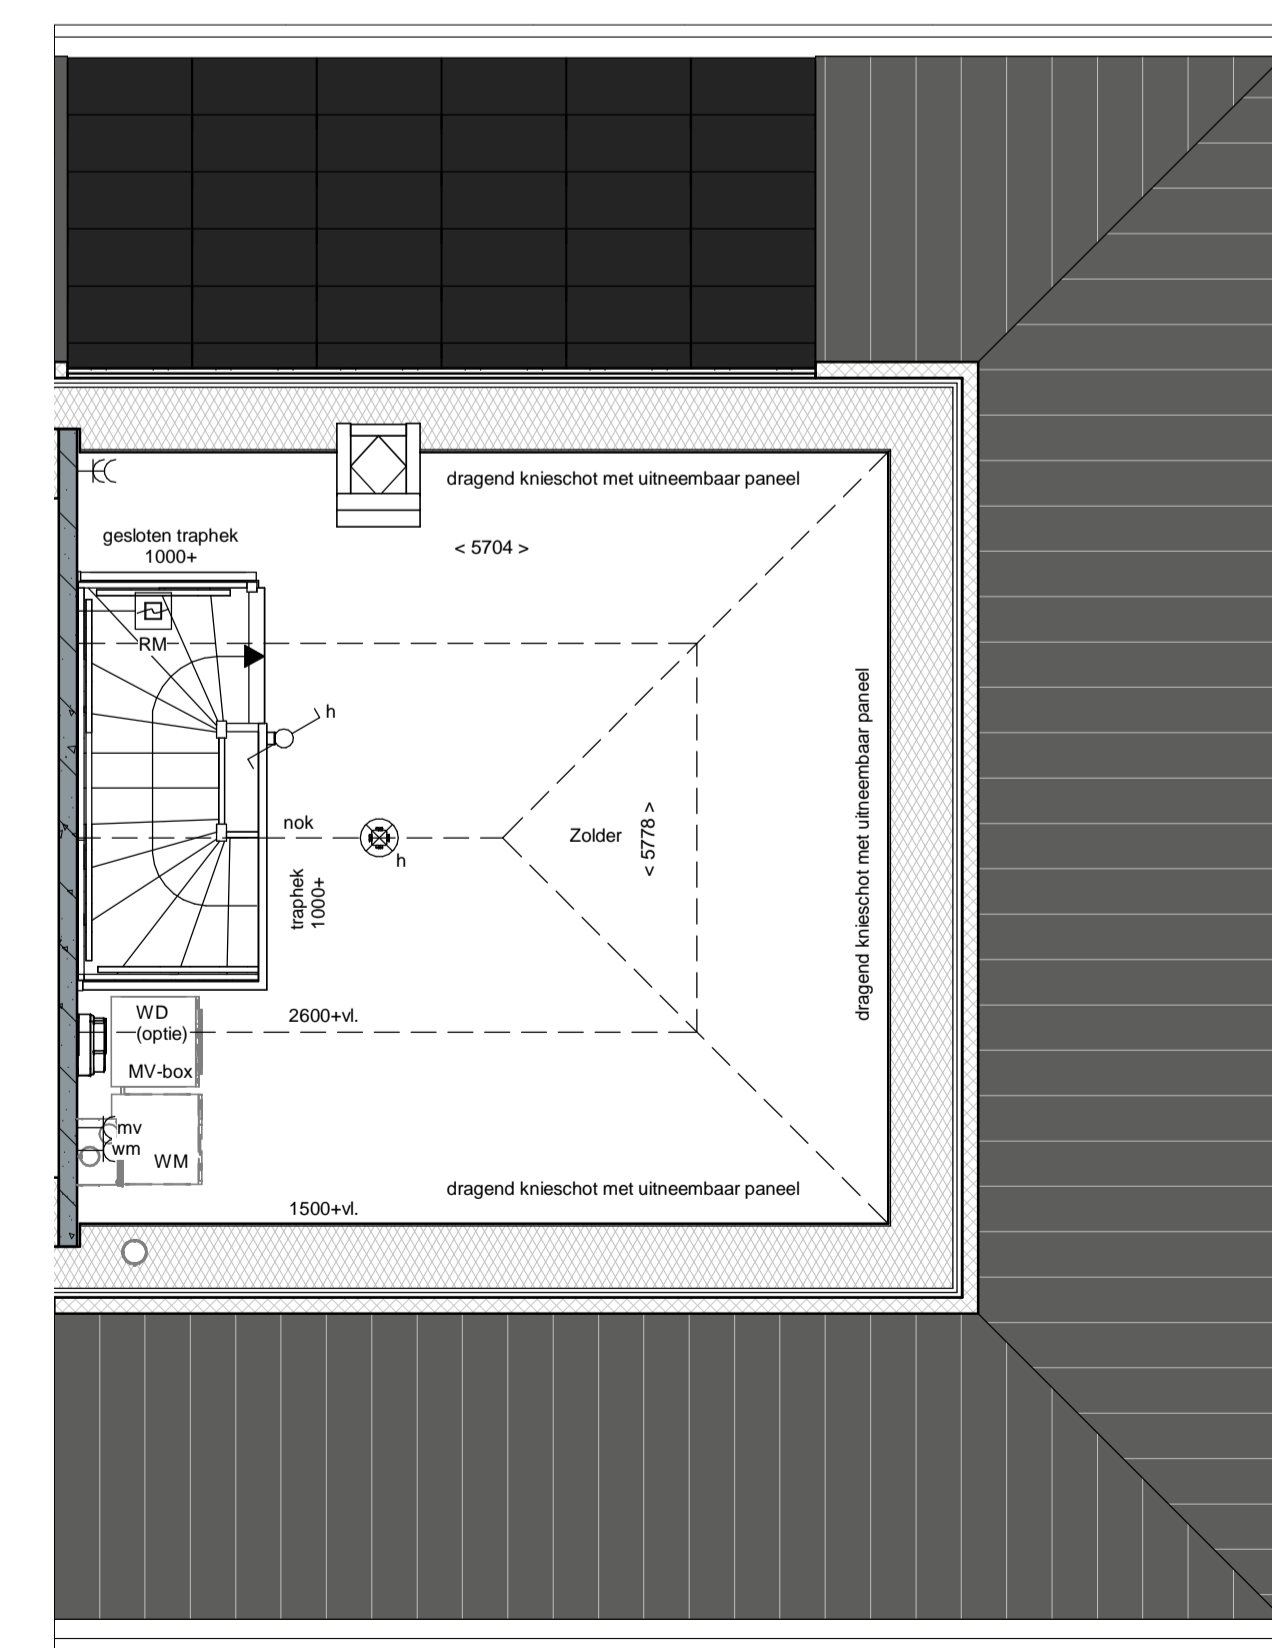 dragend knieschot met uitneembaar paneel
gesloten traphek
1000+
< 5704 >
RM
h
dragend knieschot met uitneembaar paneel
nok
h
Zolder
< 5778 >
traphek
1000+
WD
(optie)
2600+vl.
MV-box
mv
wm
WM
dragend knieschot met uitneembaar paneel
1500+vl.